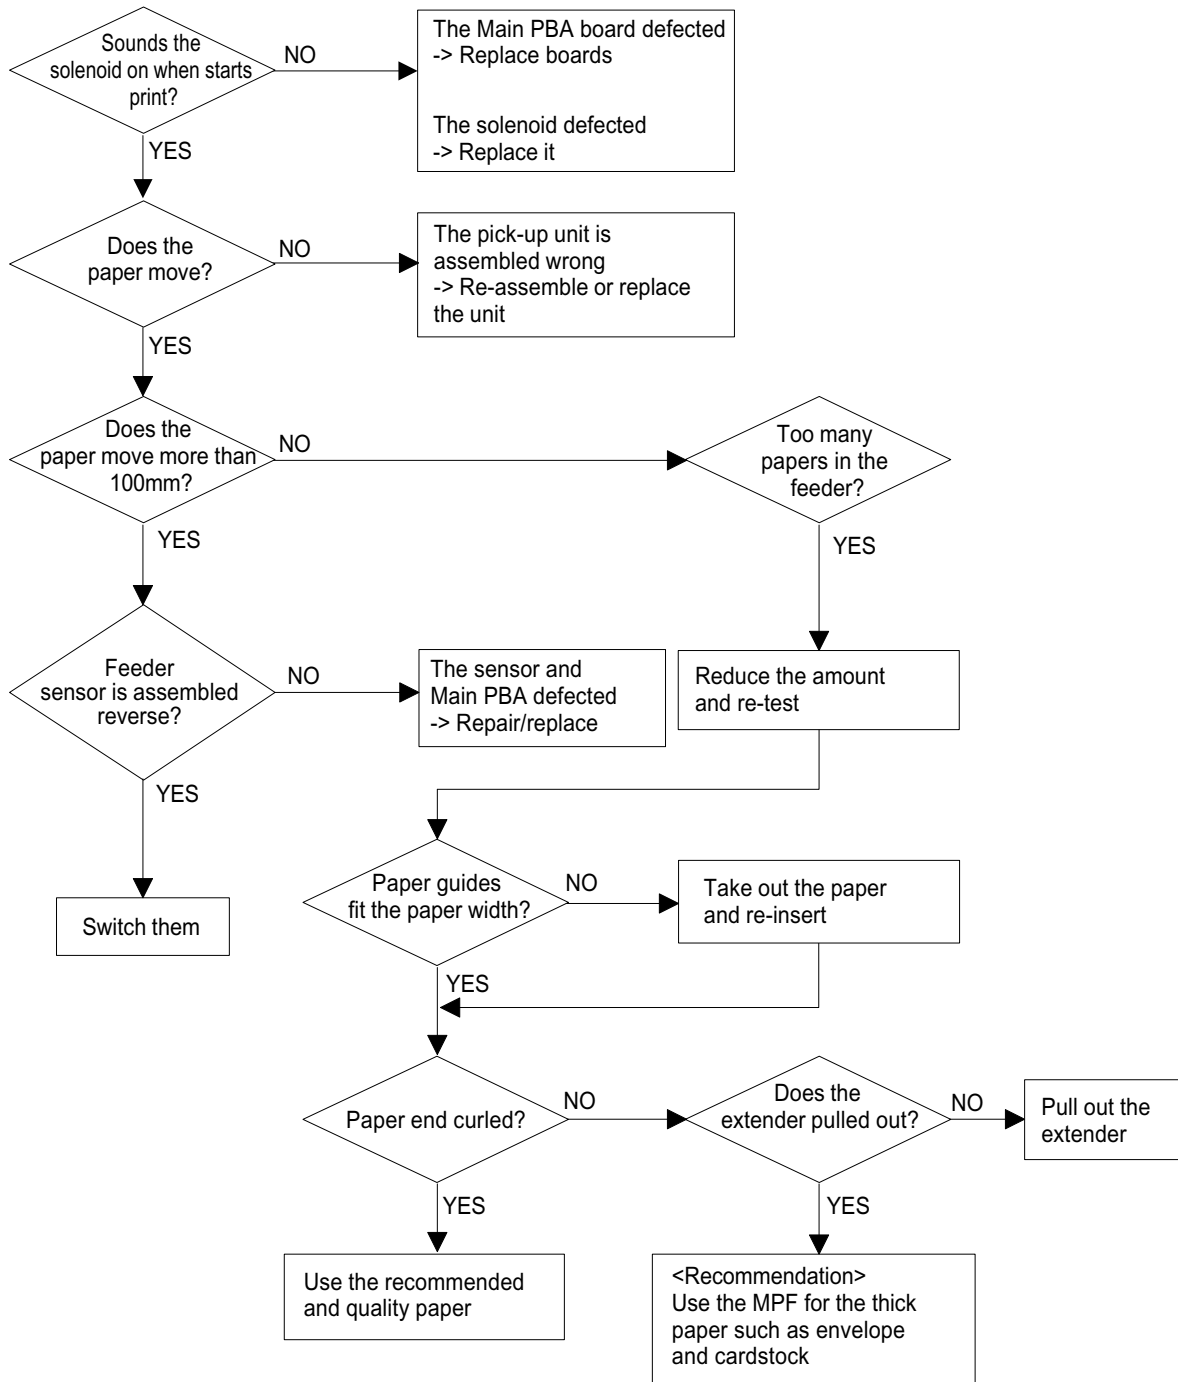 Sounds the
solenoid on when starts
print?
NO
The Main PBA board defected
-> Replace boards
The solenoid defected
-> Replace it
YES
Does the
paper move?
NO
The pick-up unit is
assembled wrong
-> Re-assemble or replace
the unit
YES
Does the
paper move more than
100mm?
NO
Too many
papers in the
feeder?
YES
YES
Feeder
sensor is assembled
reverse?
NO
The sensor and
Main PBA defected
-> Repair/replace
Reduce the amount
and re-test
YES
Switch them
Paper guides
fit the paper width?
NO
Take out the paper
and re-insert
YES
Paper end curled?
NO
Does the
extender pulled out?
NO
Pull out the
extender
YES
YES
Use the recommended
and quality paper
<Recommendation>
Use the MPF for the thick
paper such as envelope
and cardstock